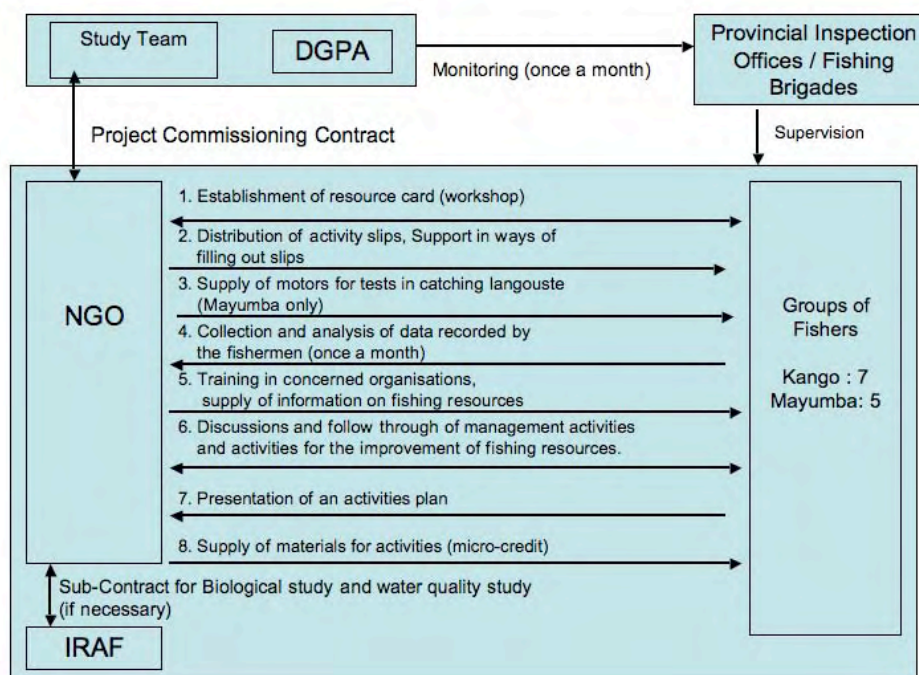 Study Team
DGPA
Monitoring (once a month)
Provincial Inspection
Offices / Fishing
Brigades
Project Commissioning Contract
Supervision
NGO
1. Establishment of resource card (workshop)
2. Distribution of activity slips, Support in ways of
filling out slips
3. Supply of motors for tests in catching langouste
(Mayumba only)
4. Collection and analysis of data recorded by
the fishermen (once a month)
5. Training in concerned organisations,
supply of information on fishing resources
6. Discussions and follow through of management activities
and activities for the improvement of fishing resources.
7. Presentation of an activities plan
8. Supply of materials for activities (micro-credit)
Groups of
Fishers
Kango : 7
Mayumba: 5
Sub-Contract for Biological study and water quality study
(if necessary)
IRAF